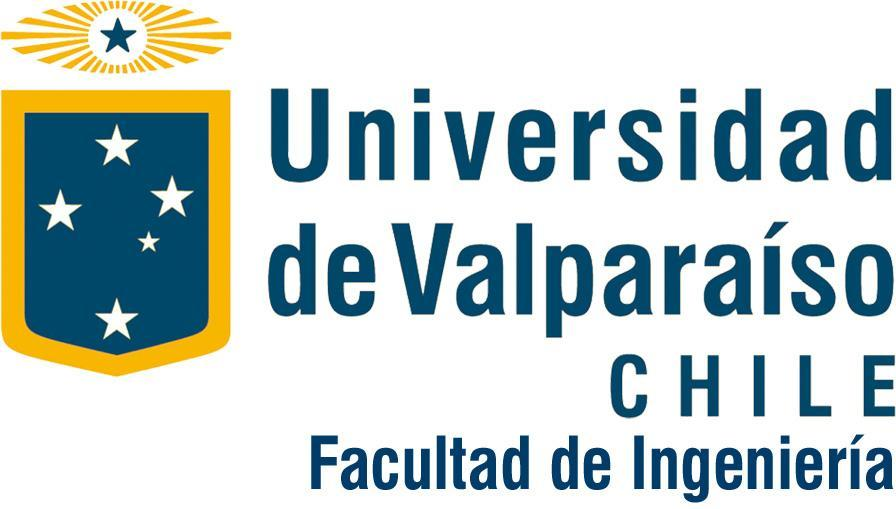 Universidad
de Valparaíso
CHILE
Facultad de Ingeniería